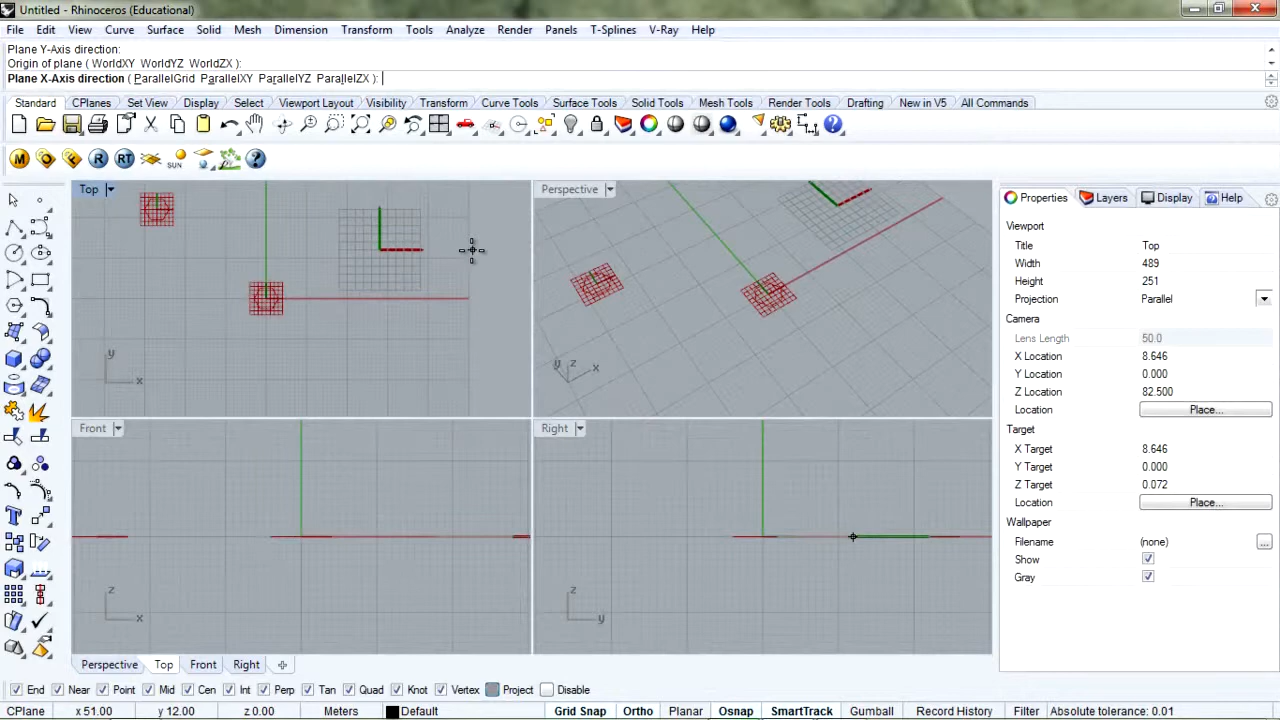 Untitled - Rhinoceros (Educational)
File Edit View Curve Surface Solid Mesh Dimension Transform Tools Analyze Render Panels T-Splines V-Ray Help
Plane Y-Axis direction:
Origin of plane ( WorldXY WorldYZ WorldZX ):
Plane X-Axis direction ( ParallelGrid ParallelXY ParallelYZ ParallelZX ):
Standard CPlanes Set View Display Select Viewport Layout Visibility Transform Curve Tools Surface Tools Solid Tools Mesh Tools Render Tools Drafting New in V5 All Commands
M R RT SUN
Top
Perspective
Properties Layers Display Help
Viewport
Title Top
Width 489
Height 251
Projection Parallel
Camera
Lens Length 50.0
X Location 8.646
Y Location 0.000
Z Location 82.500
Location Place...
Target
X Target 8.646
Y Target 0.000
Z Target 0.072
Location Place...
Wallpaper
Filename (none) ...
Show
Gray
y x
y z x
Front
Right
z x
z y
Perspective Top Front Right
End Near Point Mid Cen Int Perp Tan Quad Knot Vertex Project Disable
CPlane x 51.00 y 12.00 z 0.00 Meters Default Grid Snap Ortho Planar Osnap SmartTrack Gumball Record History Filter Absolute tolerance: 0.01